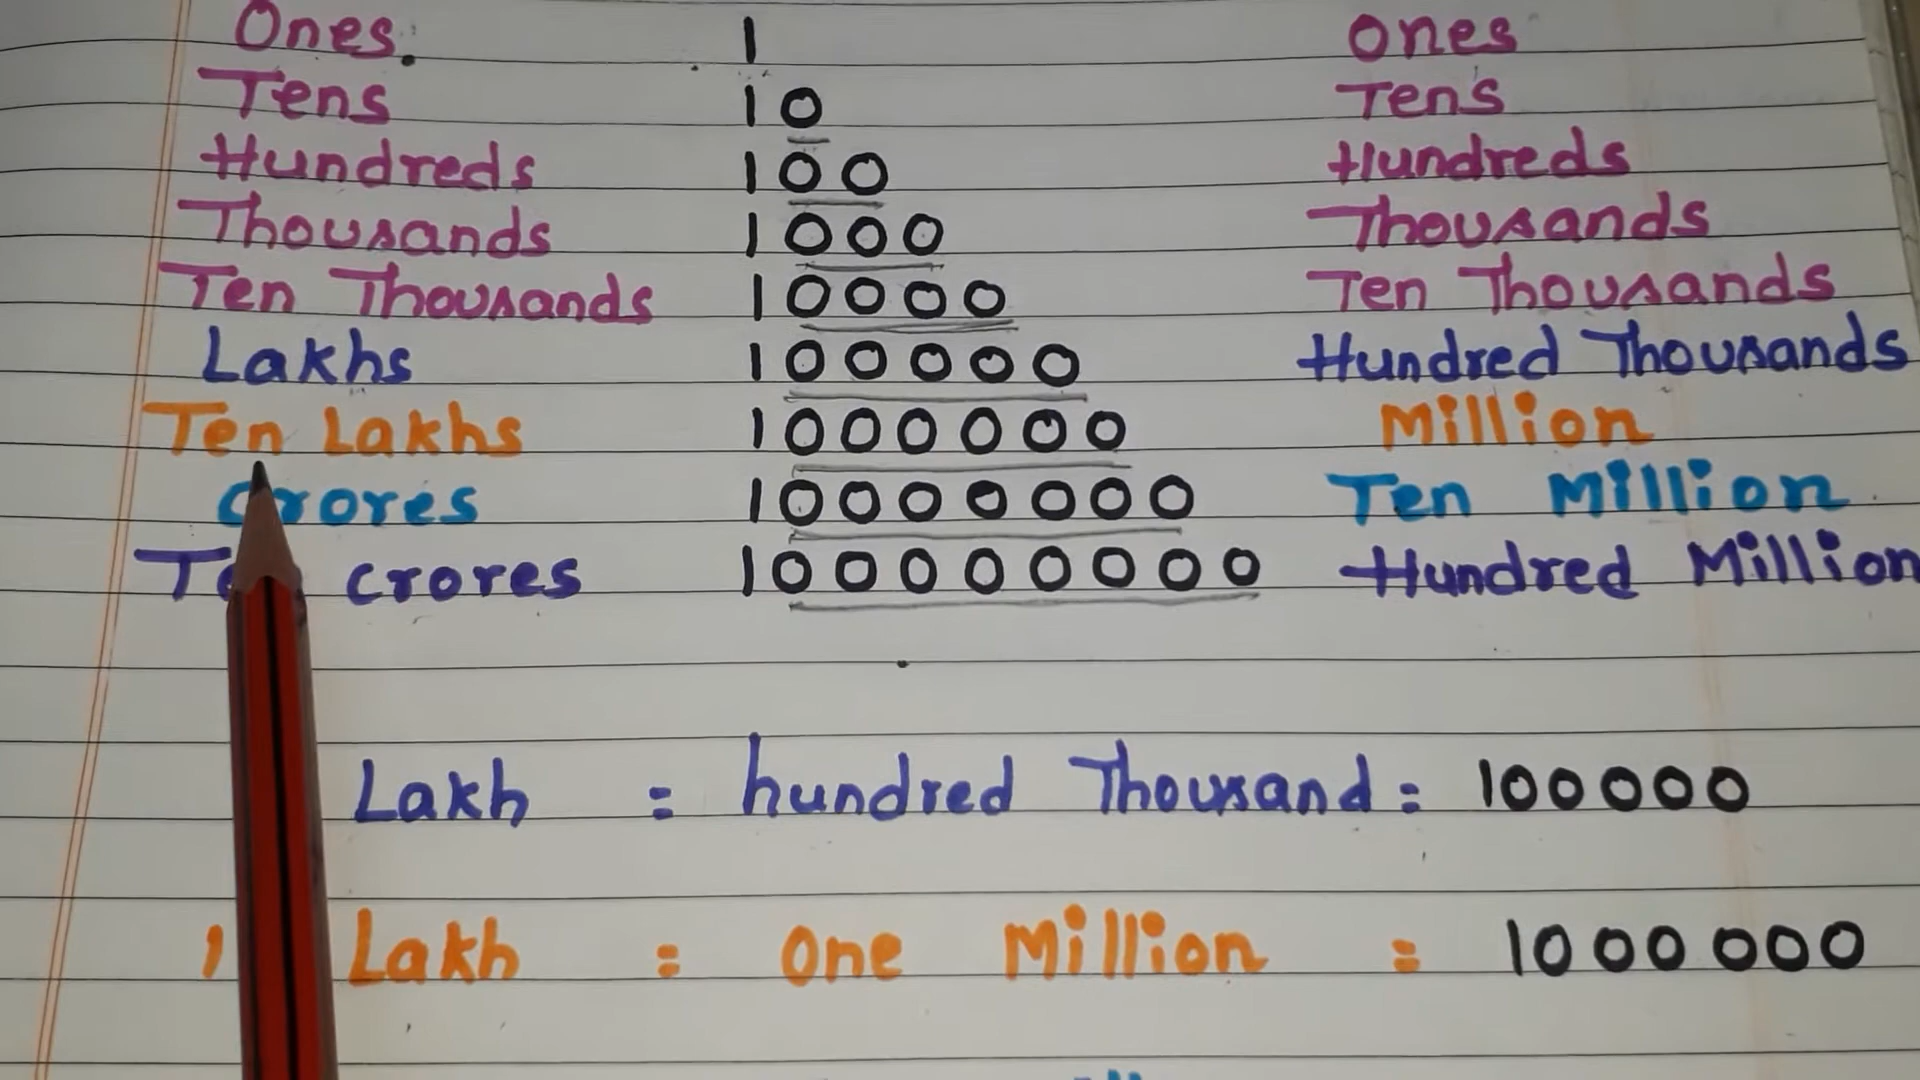 Ones 1 Ones
Tens 10 Tens
Hundreds 100 Hundreds
Thousands 1000 Thousands
Ten Thousands 10000 Ten Thousands
Lakhs 100000 Hundred Thousands
Ten Lakhs 1000000 Million
Crores 10000000 Ten Million
crores 100000000 Hundred Million
Lakh = hundred Thousand = 100000
Lakh = One Million = 1000000